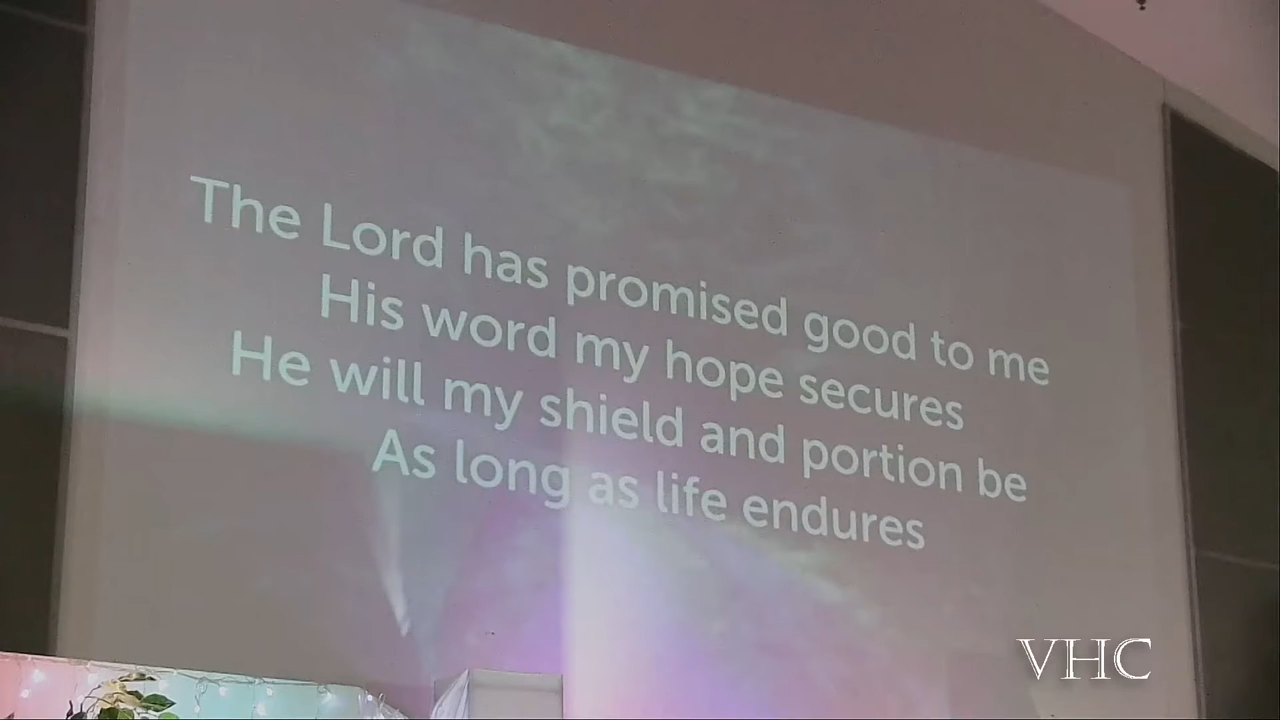 The Lord has promised good to me
His word my hope secures
He will my shield and portion be
As long as life endures
VHC